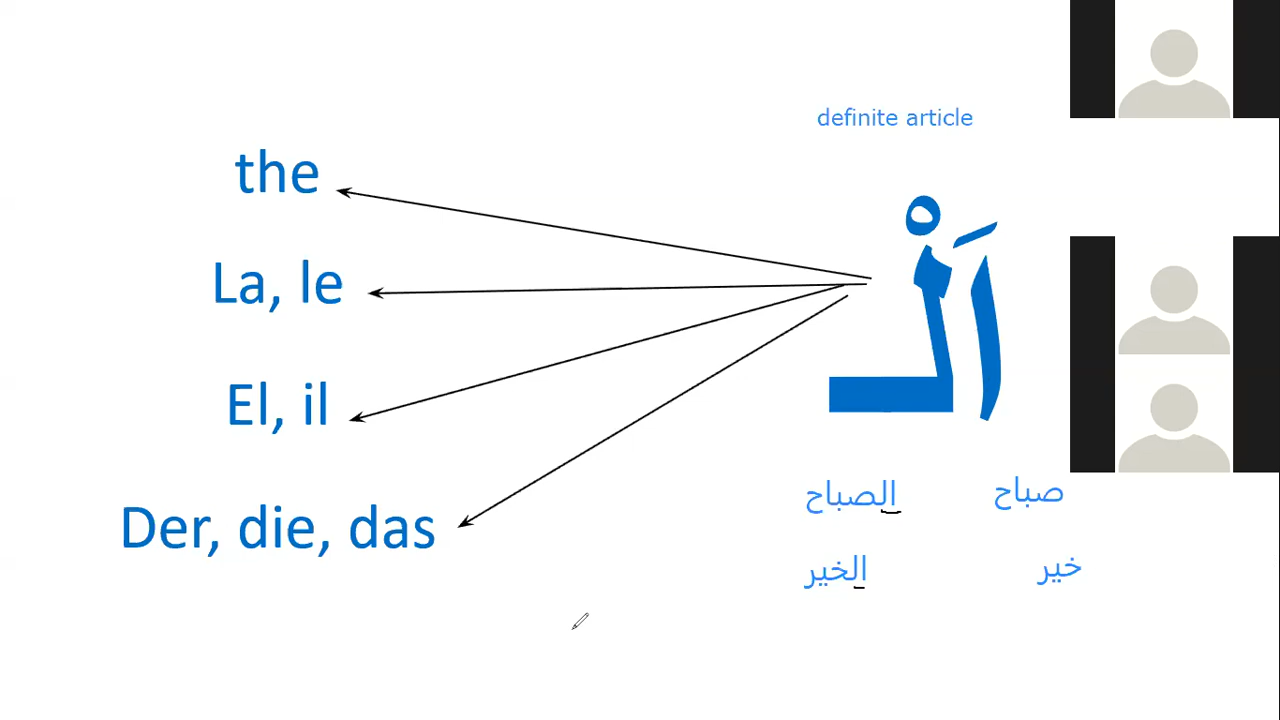 definite article
the
La, le
El, il
Der, die, das
اَلْـ
صباح الصباح
خير الخير